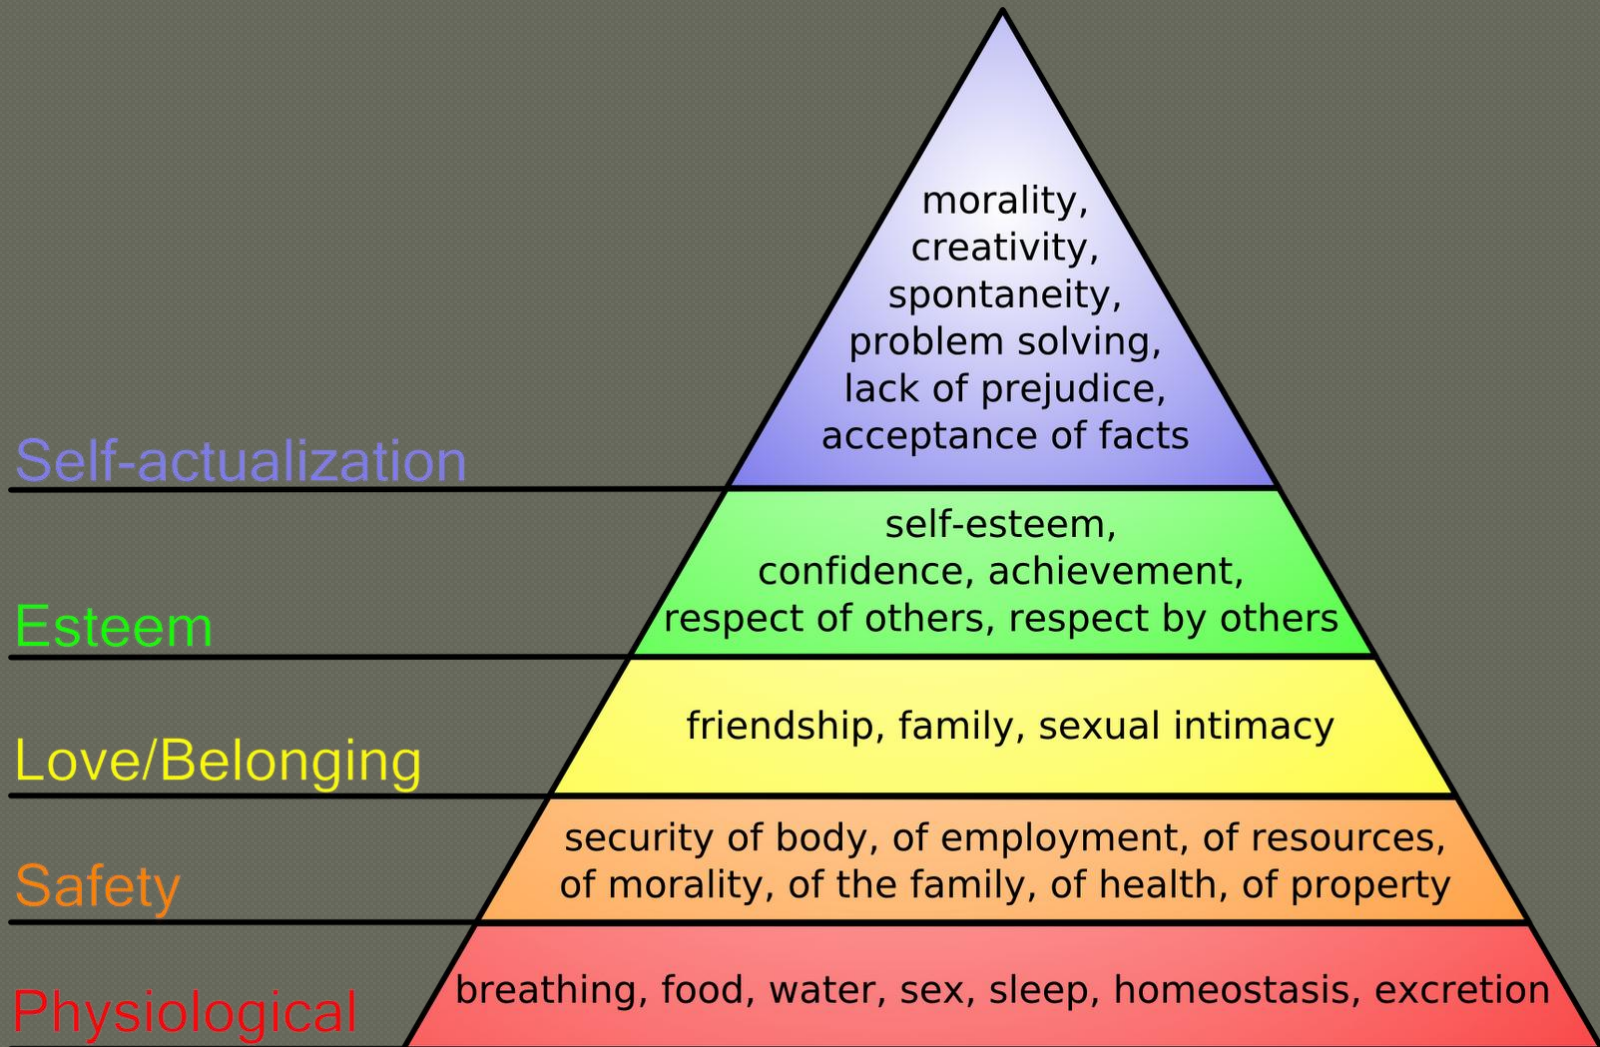 morality,
creativity,
spontaneity,
problem solving,
lack of prejudice,
acceptance of facts
Self-actualization
self-esteem,
confidence, achievement,
respect of others, respect by others
Esteem
friendship, family, sexual intimacy
Love/Belonging
security of body, of employment, of resources,
of morality, of the family, of health, of property
Safety
breathing, food, water, sex, sleep, homeostasis, excretion
Physiological